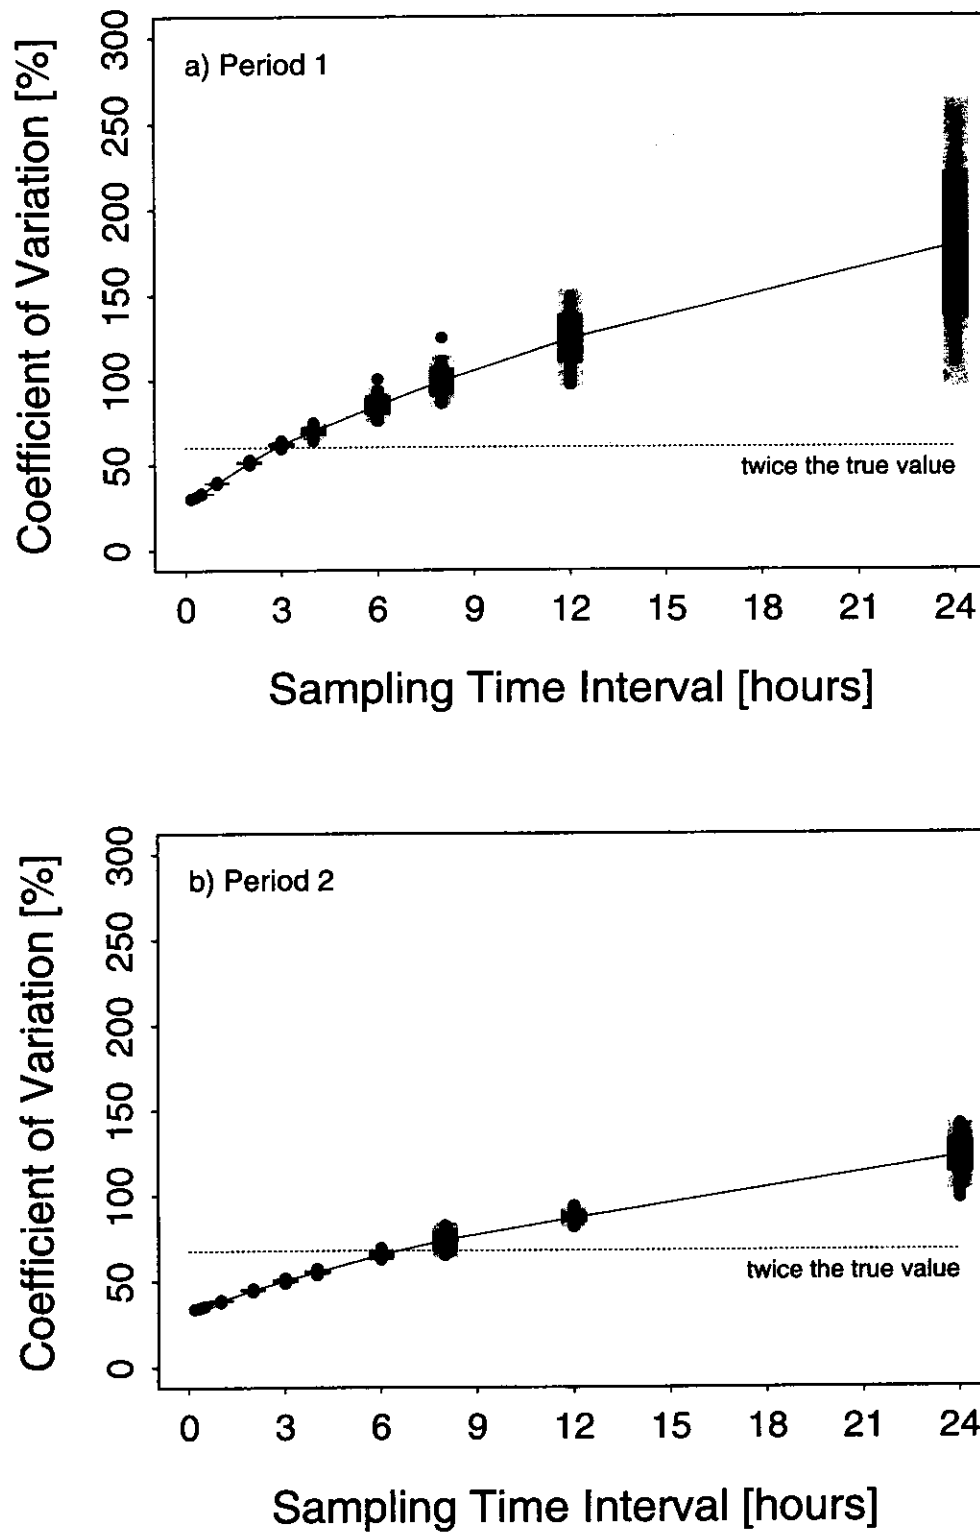 Coefficient of Variation [%]
300
250
200
150
100
50
0
a) Period 1
twice the true value
0 3 6 9 12 15 18 21 24
Sampling Time Interval [hours]
Coefficient of Variation [%]
300
250
200
150
100
50
0
b) Period 2
twice the true value
0 3 6 9 12 15 18 21 24
Sampling Time Interval [hours]